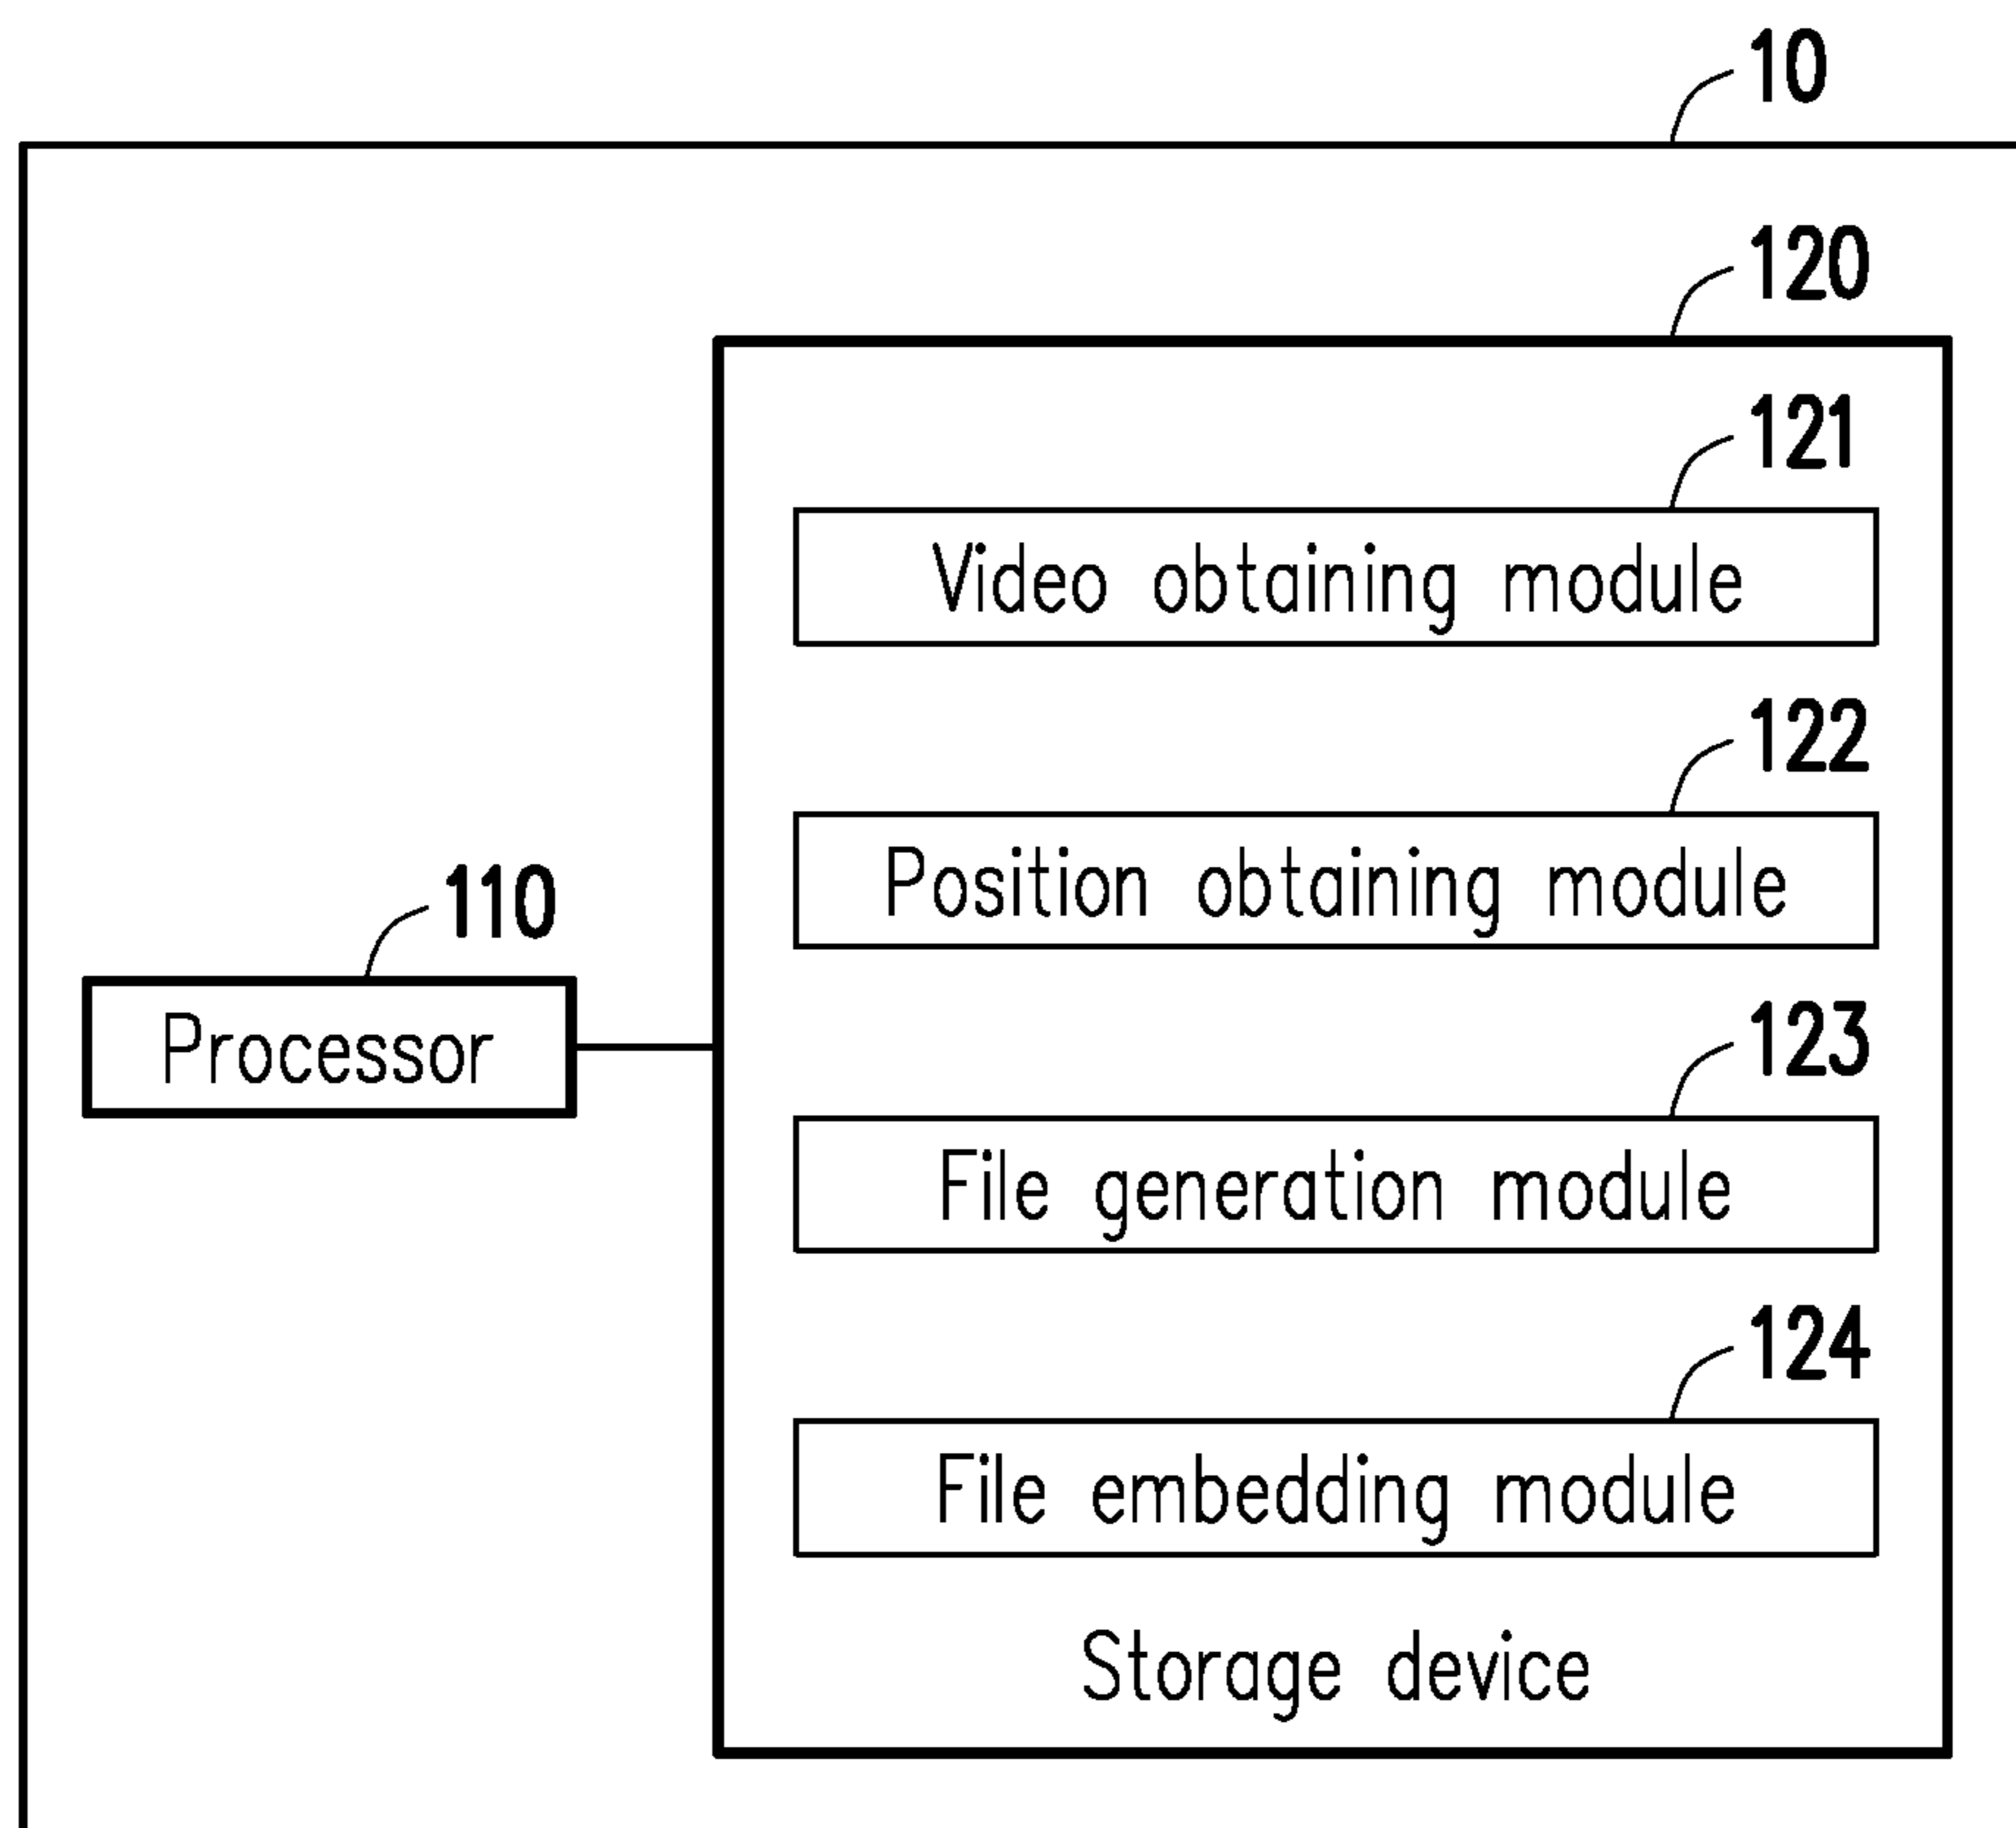 10
120
121
Video obtaining module
122
Position obtaining module
110
Processor
123
File generation module
124
File embedding module
Storage device